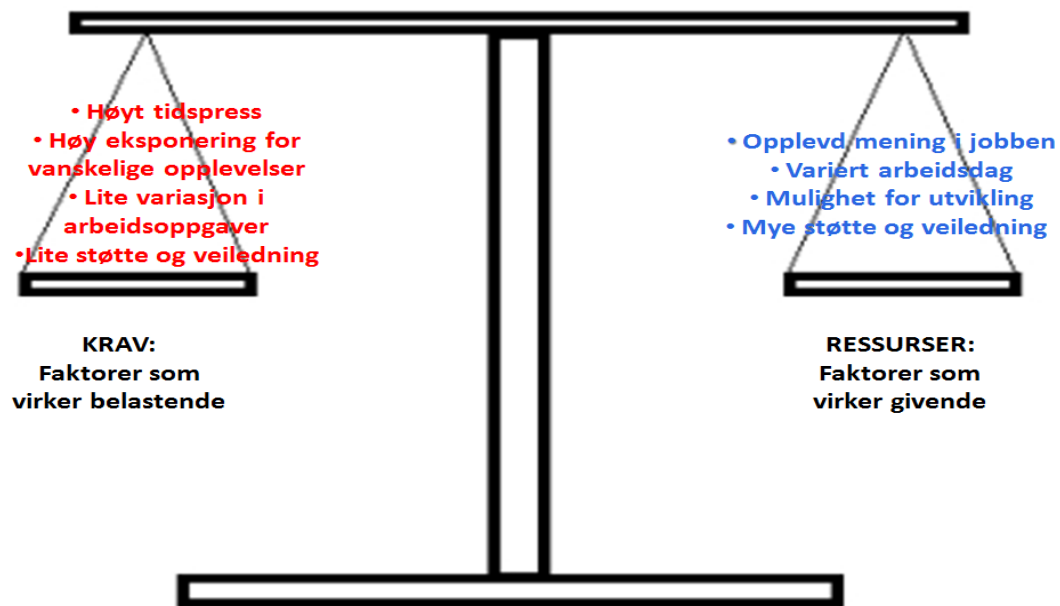 • Høyt tidspress
• Høy eksponering for
vanskelige opplevelser
• Lite variasjon i
arbeidsoppgaver
•Lite støtte og veiledning
KRAV:
Faktorer som
virker belastende
• Opplevd mening i jobben
• Variert arbeidsdag
• Mulighet for utvikling
• Mye støtte og veiledning
RESSURSER:
Faktorer som
virker givende